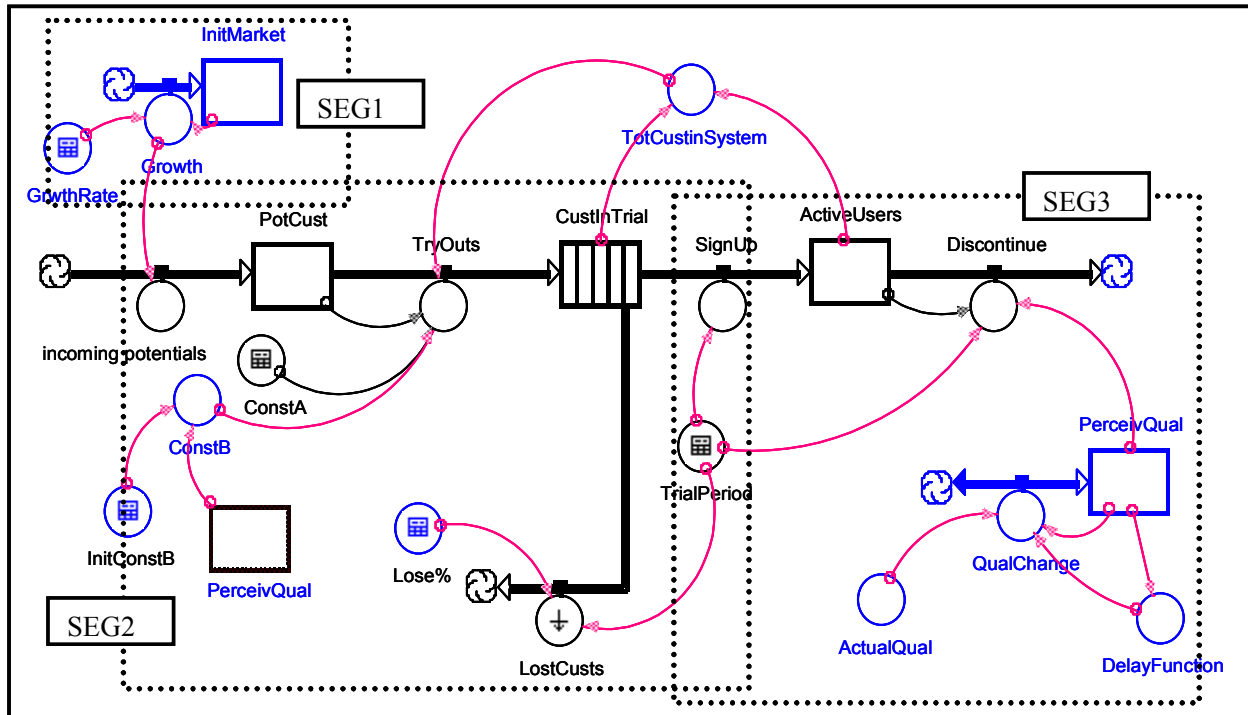 InitMarket
SEG1
GrwthRate
Growth
TotCustinSystem
SEG3
PotCust
TryOuts
CustInTrial
SignUp
ActiveUsers
Discontinue
incoming potentials
ConstA
ConstB
PerceivQual
TrialPeriod
InitConstB
PerceivQual
Lose%
QualChange
SEG2
LostCusts
ActualQual
DelayFunction